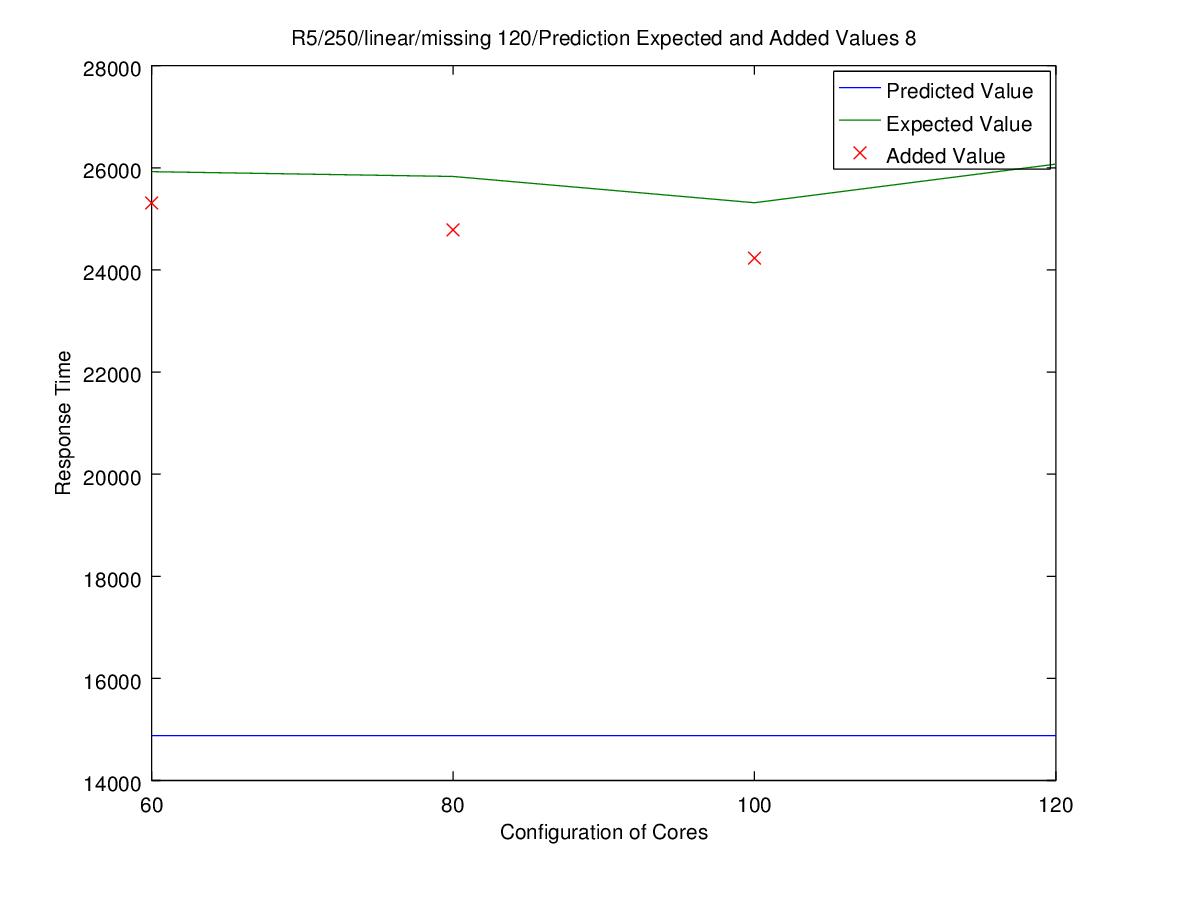 R5/250/linear/missing 120/Prediction Expected and Added Values 8
28000
26000
24000
22000
20000
18000
16000
14000
Response Time
Predicted Value
Expected Value
Added Value
60
80
100
120
Configuration of Cores